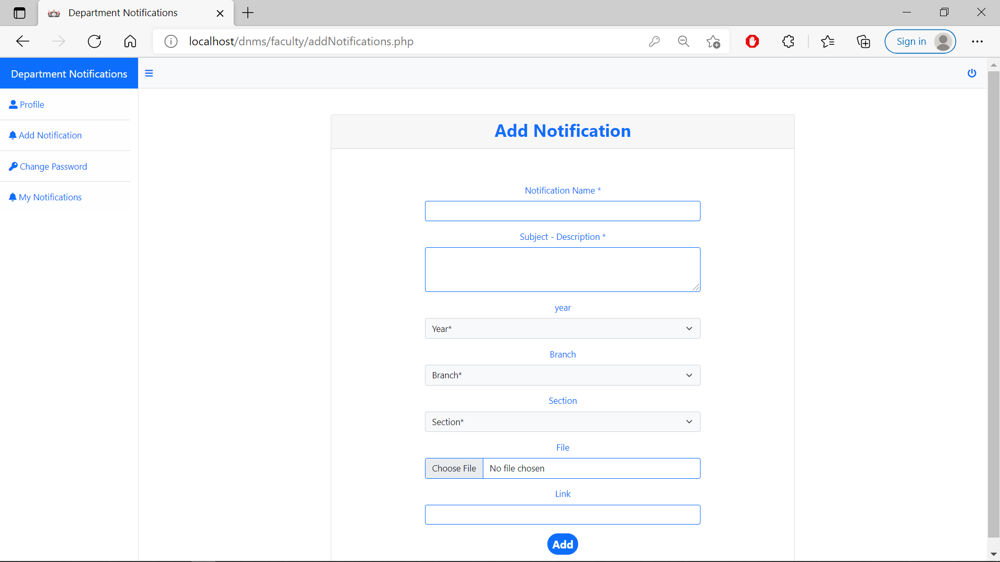 Department Notifications
localhost/dnms/faculty/addNotifications.php
Sign in
Department Notifications
Profile
Add Notification
Change Password
My Notifications
Add Notification
Notification Name *
Subject - Description *
year
Year*
Branch
Branch*
Section
Section*
File
Choose File No file chosen
Link
Add